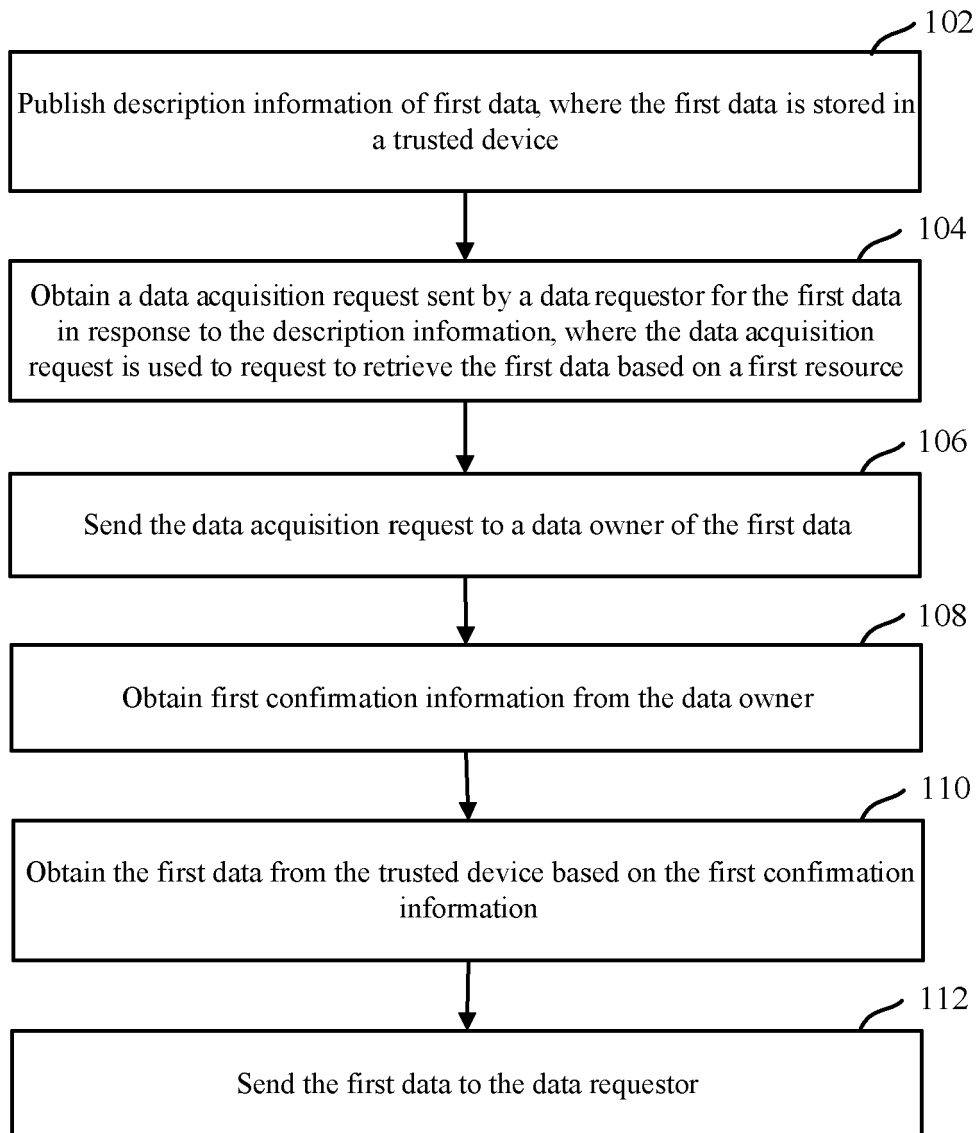 102
Publish description information of first data, where the first data is stored in
a trusted device
104
Obtain a data acquisition request sent by a data requestor for the first data
in response to the description information, where the data acquisition
request is used to request to retrieve the first data based on a first resource
106
Send the data acquisition request to a data owner of the first data
108
Obtain first confirmation information from the data owner
110
Obtain the first data from the trusted device based on the first confirmation
information
112
Send the first data to the data requestor